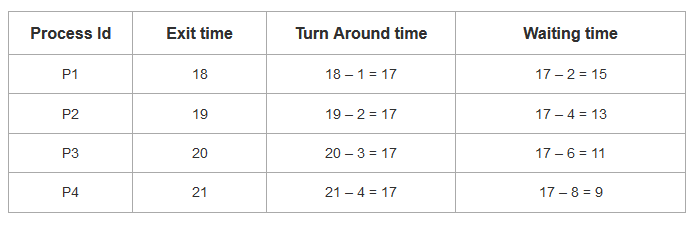 Process Id Exit time Turn Around time Waiting time
P1 18 18 – 1 = 17 17 – 2 = 15
P2 19 19 – 2 = 17 17 – 4 = 13
P3 20 20 – 3 = 17 17 – 6 = 11
P4 21 21 – 4 = 17 17 – 8 = 9